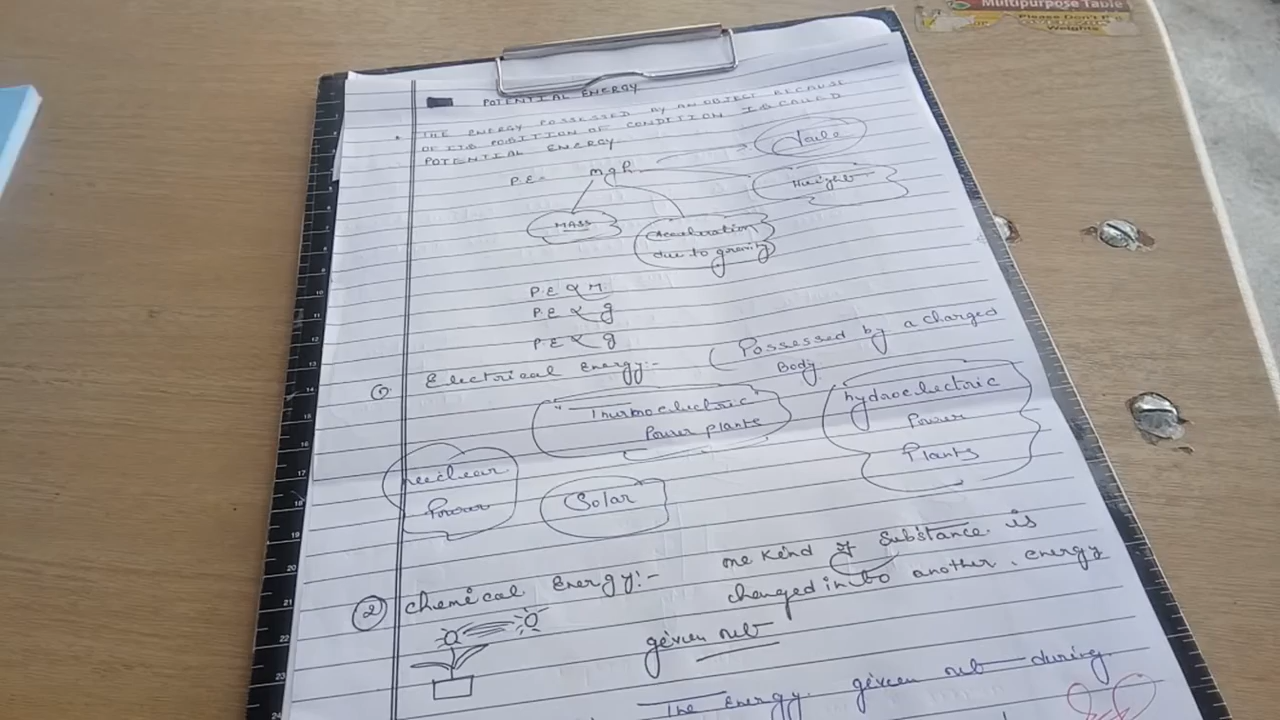 Multipurpose Table
Please Don't P
Weights
POTENTIAL ENERGY
THE ENERGY POSSESSED BY AN OBJECT BECAUSE
OF ITS POSITION OF CONDITION IS CALLED
POTENTIAL ENERGY.
P.E = mgh
Height
MASS
Acceleration
due to gravity
P.E α M
P.E α g
P.E α g
① Electrical Energy:- (Possessed by a charged
Body
"Thermoelectric"
Power plants
hydroelectric
Power
Plants
nuclear
Power
Solar
② Chemical Energy:- one kind of Substance is
changed into another. energy
given out
The Energy given out during